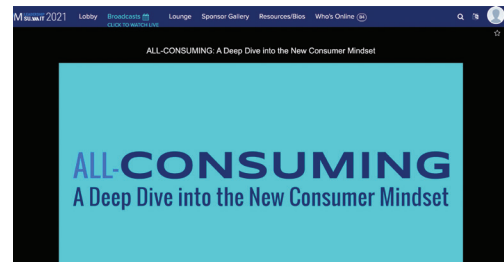 M SUMMIT 2021 Lobby Broadcasts Lounge Sponsor Gallery Resources/Bios Who's Online
CLICK TO WATCH LIVE
ALL-CONSUMING: A Deep Dive into the New Consumer Mindset
ALL-CONSUMING
A Deep Dive into the New Consumer Mindset